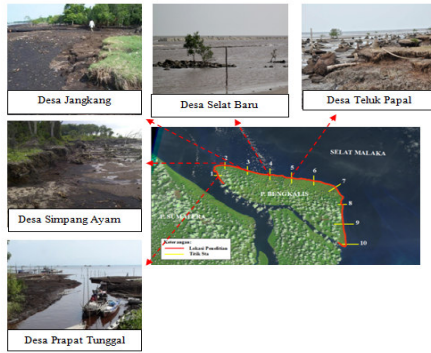 Desa Jangkang
Desa Selat Baru
Desa Teluk Papal
Desa Simpang Ayam
Desa Prapat Tunggal
SELAT MALAKA
P. BENGKALIS
P. SUMATERA
1
2
3
4
5
6
7
8
9
10
Keterangan:
Lokasi Penelitian
Titik Sta